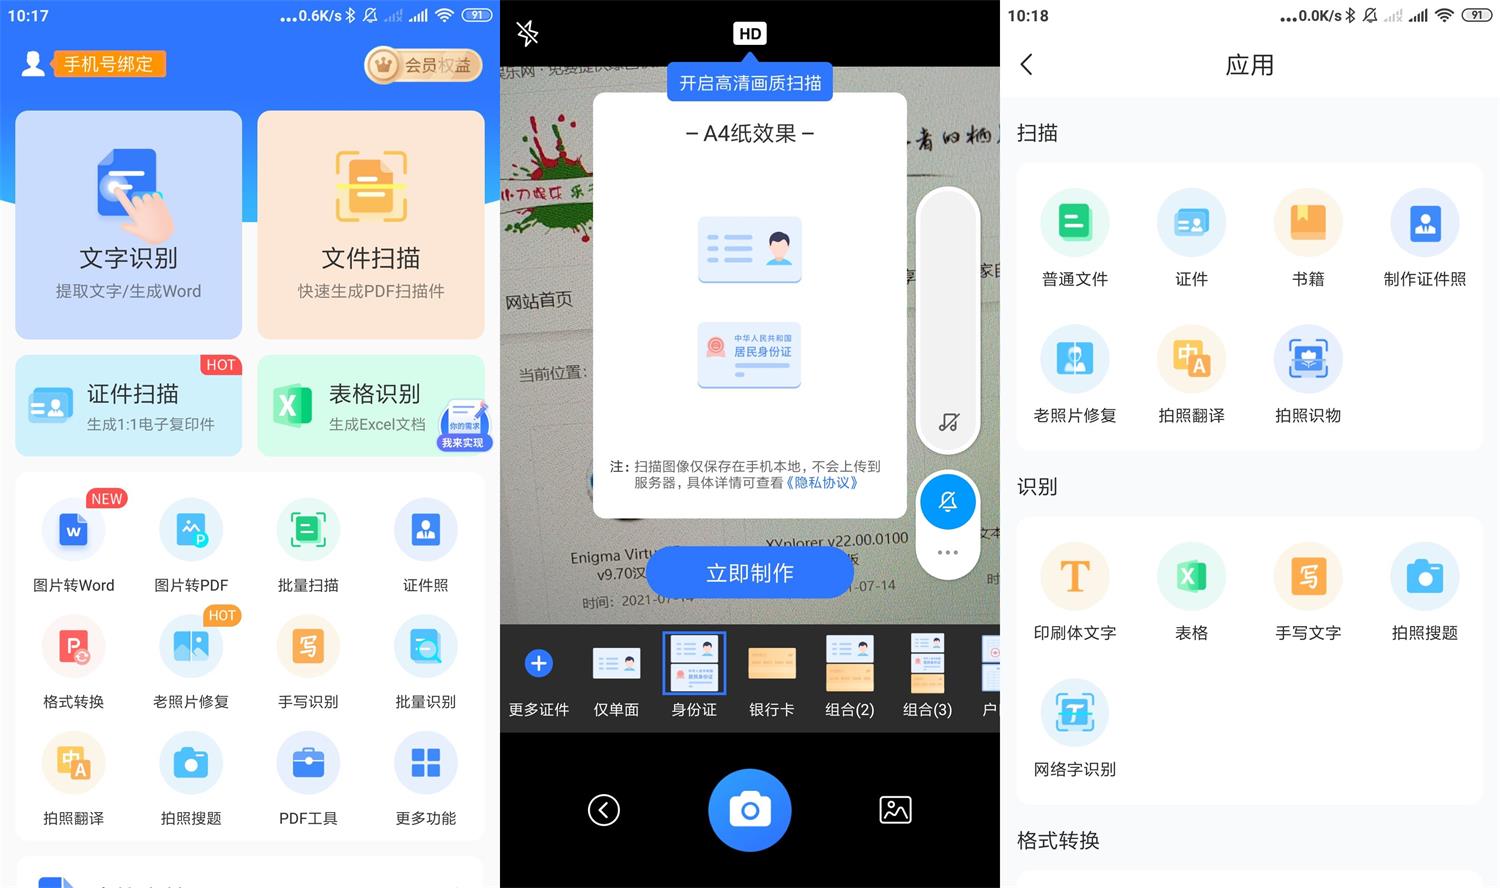 10:17
...0.6K/s
91
手机号绑定
会员权益
文字识别
提取文字/生成Word
文件扫描
快速生成PDF扫描件
HOT
证件扫描
生成1:1电子复印件
表格识别
生成Excel文档
你的需求
我来实现
NEW
图片转Word
图片转PDF
批量扫描
证件照
HOT
格式转换
老照片修复
手写识别
批量识别
拍照翻译
拍照搜题
PDF工具
更多功能
HD
开启高清画质扫描
– A4纸效果 –
中华人民共和国
居民身份证
注：扫描图像仅保存在手机本地，不会上传到
服务器，具体详情可查看《隐私协议》
小刀娱乐
网站首页
当前位置：
Enigma Virtu
v9.70汉
时间：2021-07-14
XYplorer v22.00.0100
版
-07-14
立即制作
更多证件
仅单面
身份证
银行卡
组合(2)
组合(3)
户
10:18
...0.0K/s
91
应用
扫描
普通文件
证件
书籍
制作证件照
老照片修复
拍照翻译
拍照识物
识别
印刷体文字
表格
手写文字
拍照搜题
网络字识别
格式转换